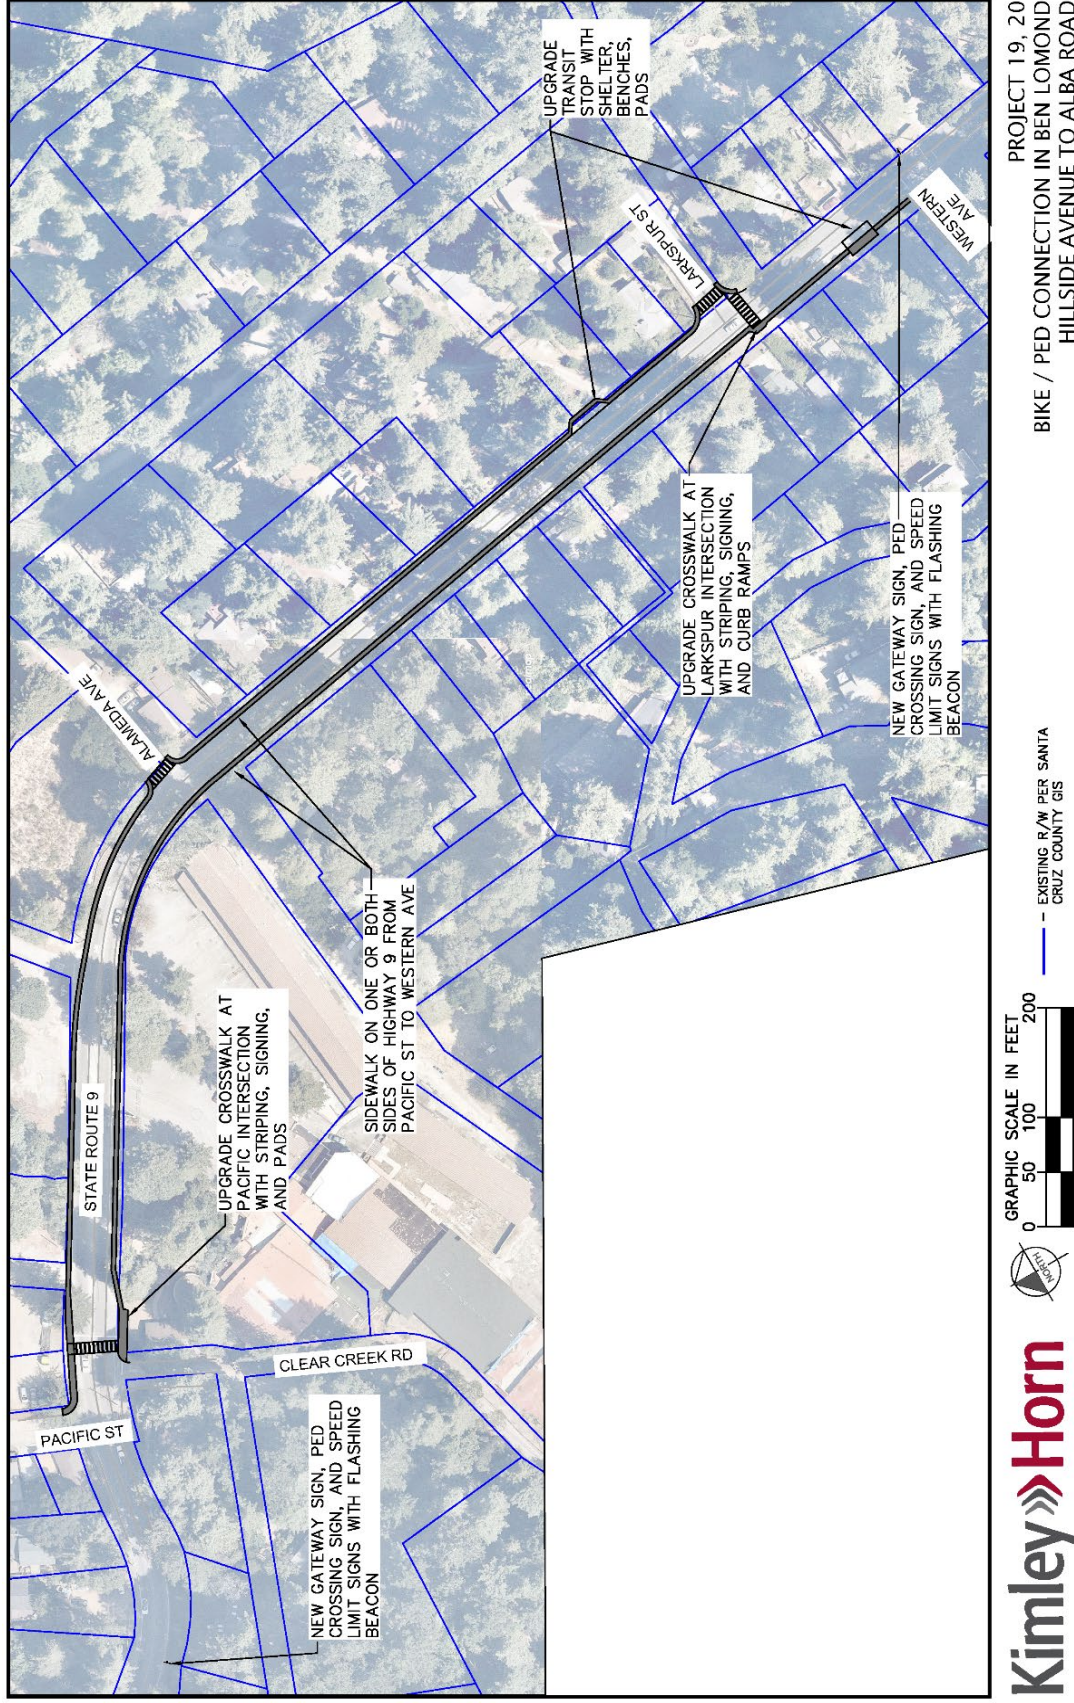 PACIFIC ST
NEW GATEWAY SIGN, PED
CROSSING SIGN, AND SPEED
LIMIT SIGNS WITH FLASHING
BEACON
CLEAR CREEK RD
STATE ROUTE 9
UPGRADE CROSSWALK AT
PACIFIC INTERSECTION
WITH STRIPING, SIGNING,
AND PADS
SIDEWALK ON ONE OR BOTH
SIDES OF HIGHWAY 9 FROM
PACIFIC ST TO WESTERN AVE
ALAMEDA AVE
UPGRADE CROSSWALK AT
LARKSPUR INTERSECTION
WITH STRIPING, SIGNING,
AND CURB RAMPS
NEW GATEWAY SIGN, PED
CROSSING SIGN, AND SPEED
LIMIT SIGNS WITH FLASHING
BEACON
LARKSPUR ST
UPGRADE
TRANSIT
STOP WITH
SHELTER,
BENCHES,
PADS
WESTERN
AVE
Kimley»Horn
NORTH
GRAPHIC SCALE IN FEET
0 50 100 200
EXISTING R/W PER SANTA
CRUZ COUNTY GIS
PROJECT 19, 20
BIKE / PED CONNECTION IN BEN LOMOND
HILLSIDE AVENUE TO ALBA ROAD